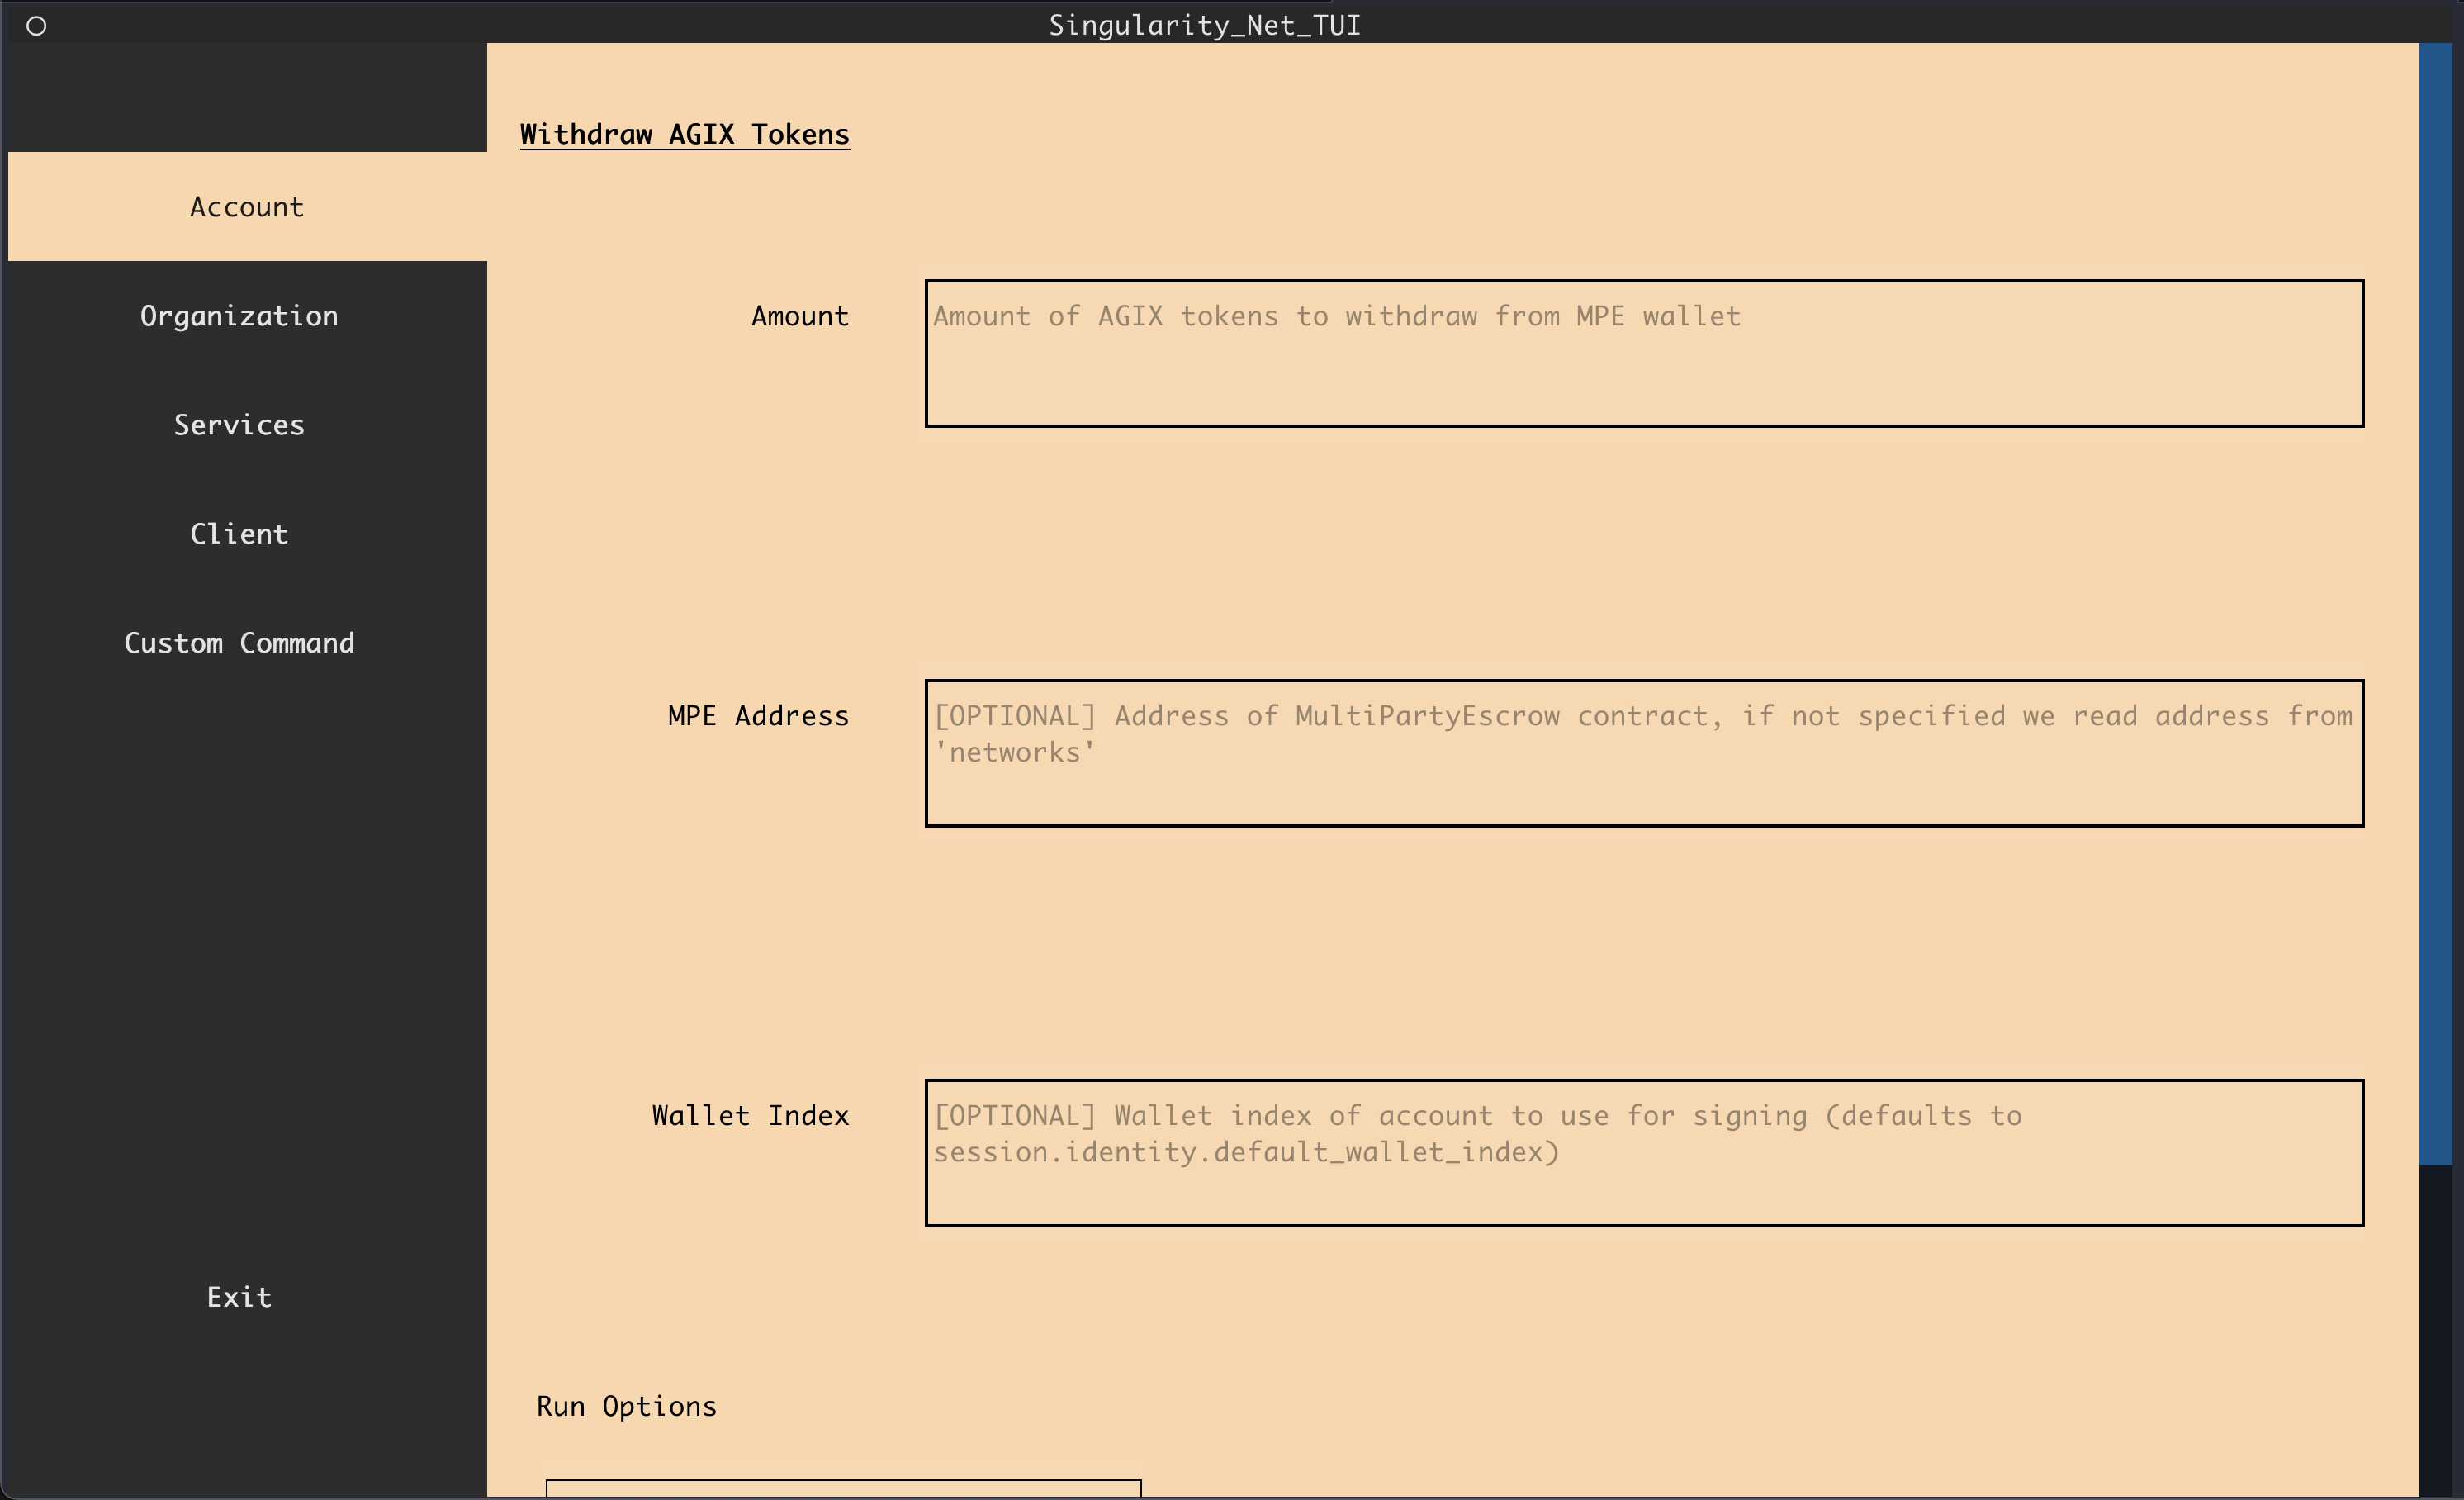 Singularity_Net_TUI
Account
Organization
Services
Client
Custom Command
Exit
Withdraw AGIX Tokens
Amount
Amount of AGIX tokens to withdraw from MPE wallet
MPE Address
[OPTIONAL] Address of MultiPartyEscrow contract, if not specified we read address from
'networks'
Wallet Index
[OPTIONAL] Wallet index of account to use for signing (defaults to
session.identity.default_wallet_index)
Run Options